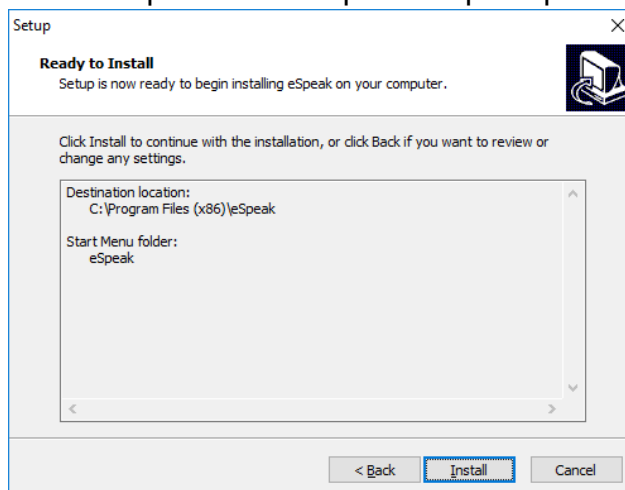 Setup
Ready to Install
Setup is now ready to begin installing eSpeak on your computer.
Click Install to continue with the installation, or click Back if you want to review or
change any settings.
Destination location:
C:\Program Files (x86)\eSpeak
Start Menu folder:
eSpeak
< Back
Install
Cancel